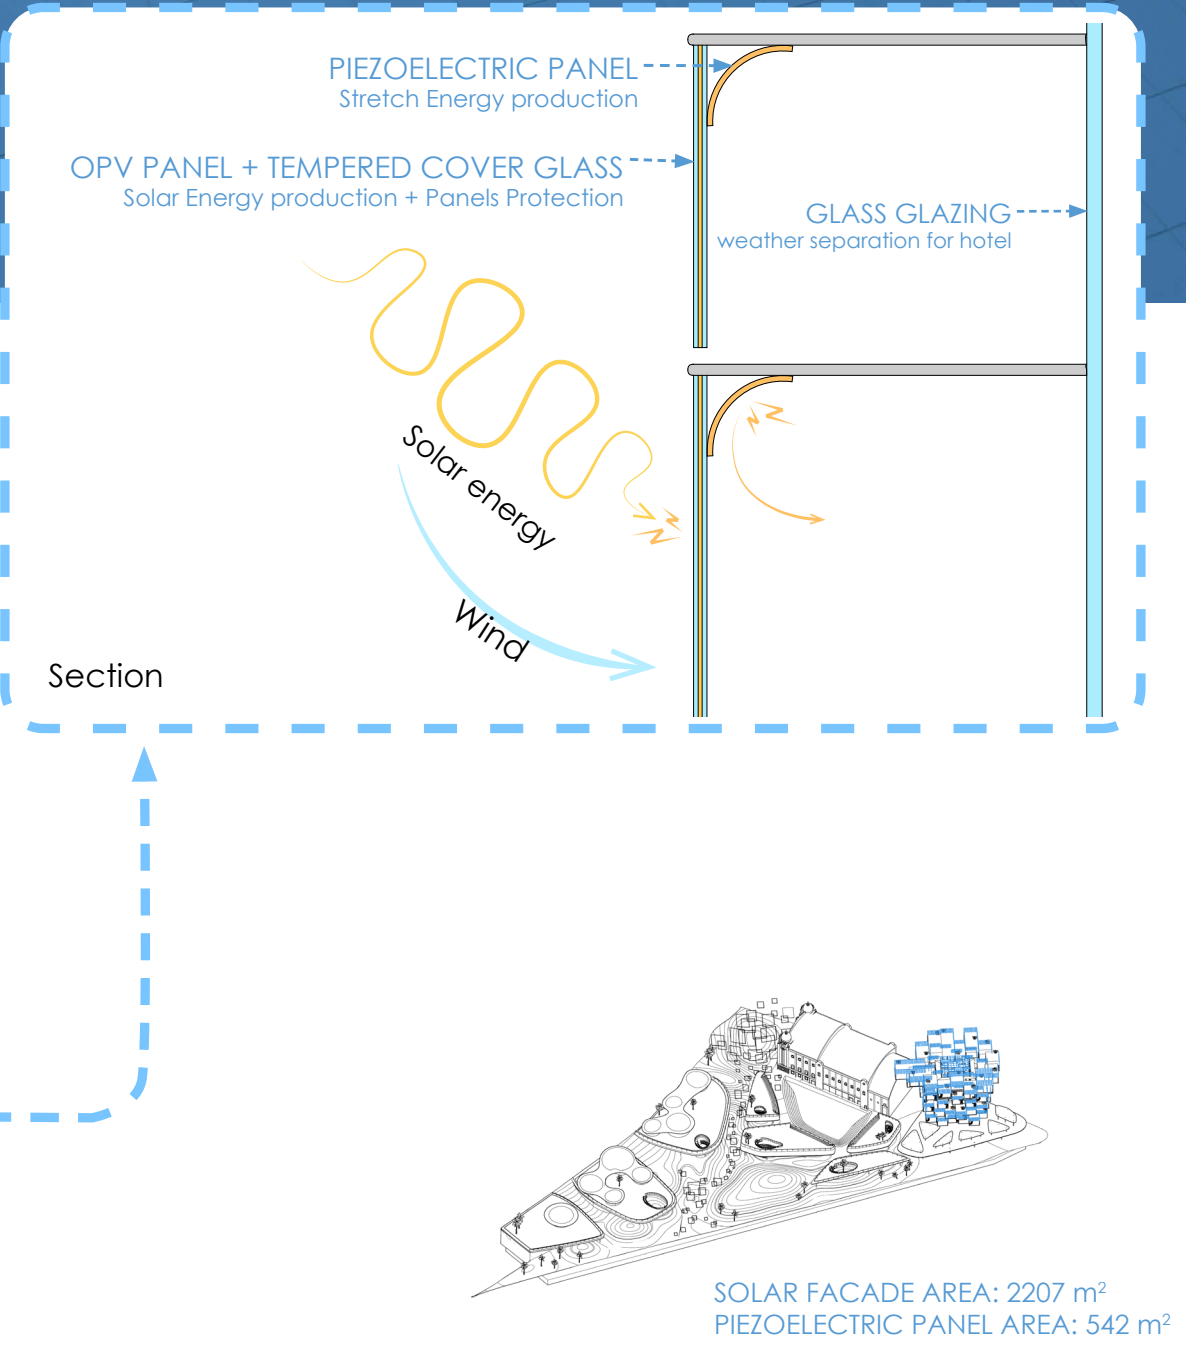 PIEZOELECTRIC PANEL
Stretch Energy production
OPV PANEL + TEMPERED COVER GLASS
Solar Energy production + Panels Protection
GLASS GLAZING
weather separation for hotel
Solar energy
Wind
Section
SOLAR FACADE AREA: 2207 m²
PIEZOELECTRIC PANEL AREA: 542 m²